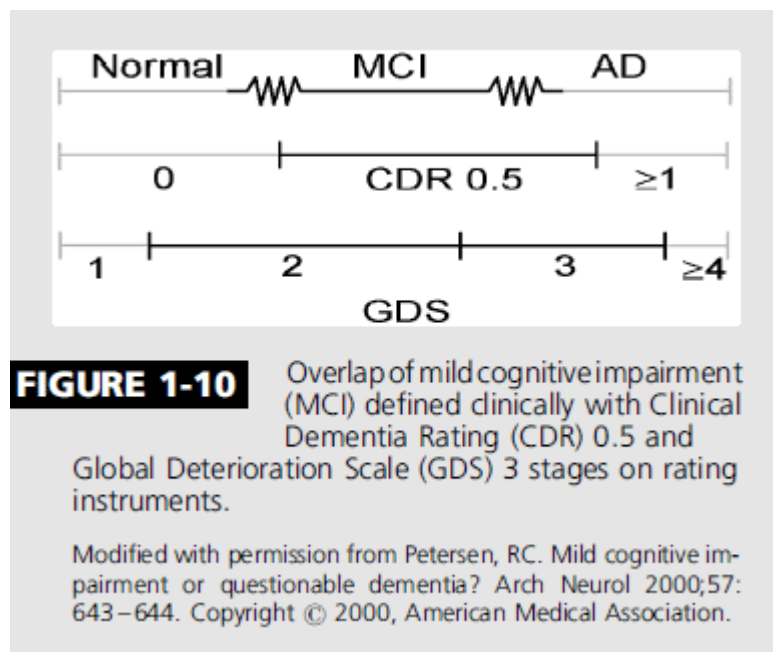 Normal MCI AD
0 CDR 0.5 ≥1
1 2 3 ≥4
GDS
FIGURE 1-10 Overlap of mild cognitive impairment
(MCI) defined clinically with Clinical
Dementia Rating (CDR) 0.5 and
Global Deterioration Scale (GDS) 3 stages on rating
instruments.
Modified with permission from Petersen, RC. Mild cognitive im-
pairment or questionable dementia? Arch Neurol 2000;57:
643–644. Copyright © 2000, American Medical Association.